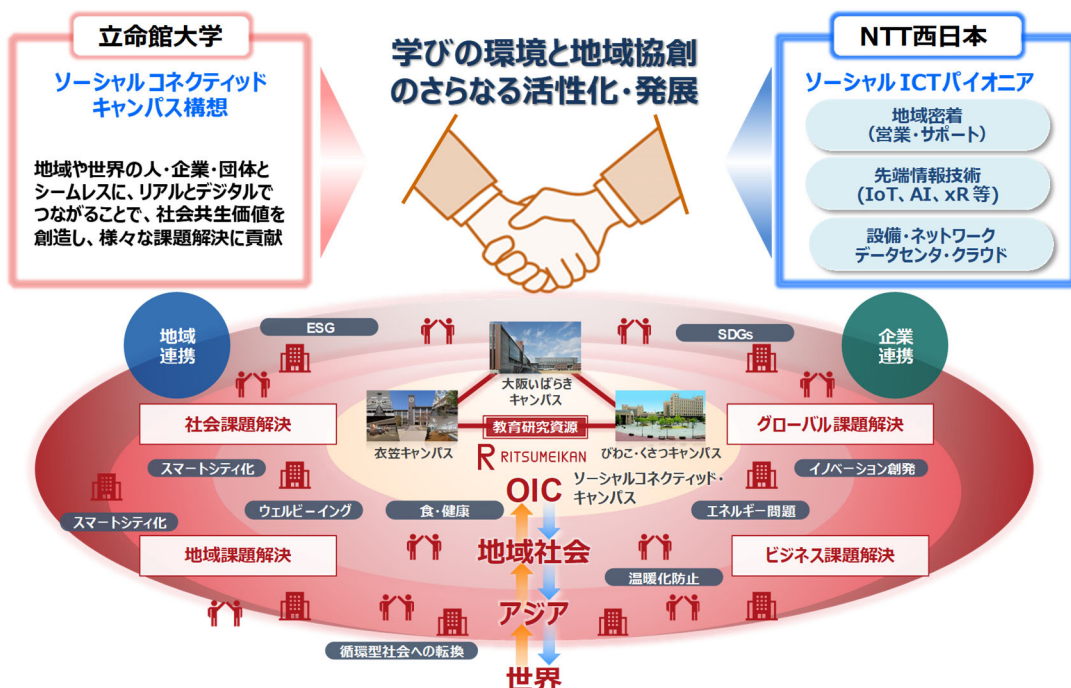 立命館大学
ソーシャルコネクティッド
キャンパス構想
地域や世界の人・企業・団体と
シームレスに、リアルとデジタルで
つながることで、社会共生価値を
創造し、様々な課題解決に貢献
学びの環境と地域協創
のさらなる活性化・発展
NTT西日本
ソーシャルICTパイオニア
地域密着
(営業・サポート)
先端情報技術
(IoT、AI、xR等)
設備・ネットワーク
データセンタ・クラウド
地域
連携
ESG
SDGs
企業
連携
大阪いばらき
キャンパス
衣笠キャンパス
教育研究資源
びわこ・くさつキャンパス
R RITSUMEIKAN
社会課題解決
グローバル課題解決
スマートシティ化
ウェルビーイング
食・健康
OIC
ソーシャルコネクティッド・
キャンパス
エネルギー問題
イノベーション創発
スマートシティ化
地域課題解決
地域社会
ビジネス課題解決
温暖化防止
アジア
循環型社会への転換
世界